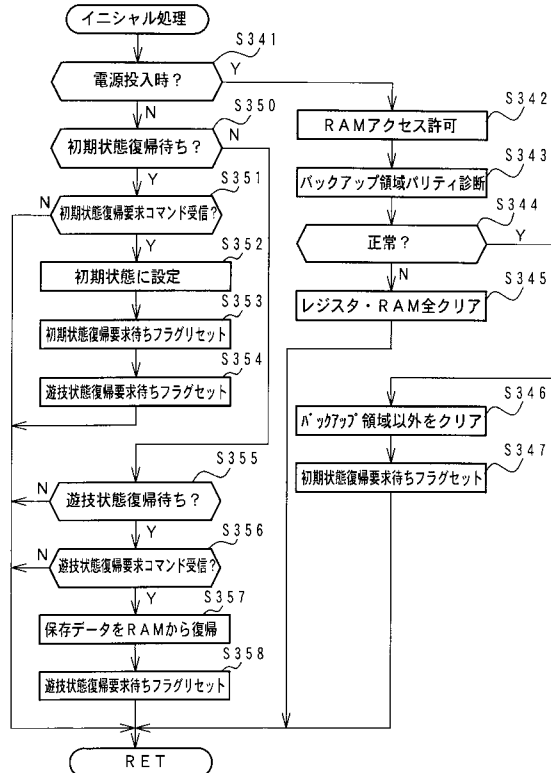 イニシャル処理
S341
電源投入時?
Y
N
S350
初期状態復帰待ち?
N
Y
S351
N
初期状態復帰要求コマンド受信?
Y
S352
初期状態に設定
S353
初期状態復帰要求待ちフラグリセット
S354
遊技状態復帰要求待ちフラグセット
S355
N
遊技状態復帰待ち?
Y
S356
N
遊技状態復帰要求コマンド受信?
Y
S357
保存データをRAMから復帰
S358
遊技状態復帰要求待ちフラグリセット
S342
RAMアクセス許可
S343
バックアップ領域パリティ診断
S344
正常?
Y
N
S345
レジスタ・RAM全クリア
S346
バックアップ領域以外をクリア
S347
初期状態復帰要求待ちフラグセット
RET